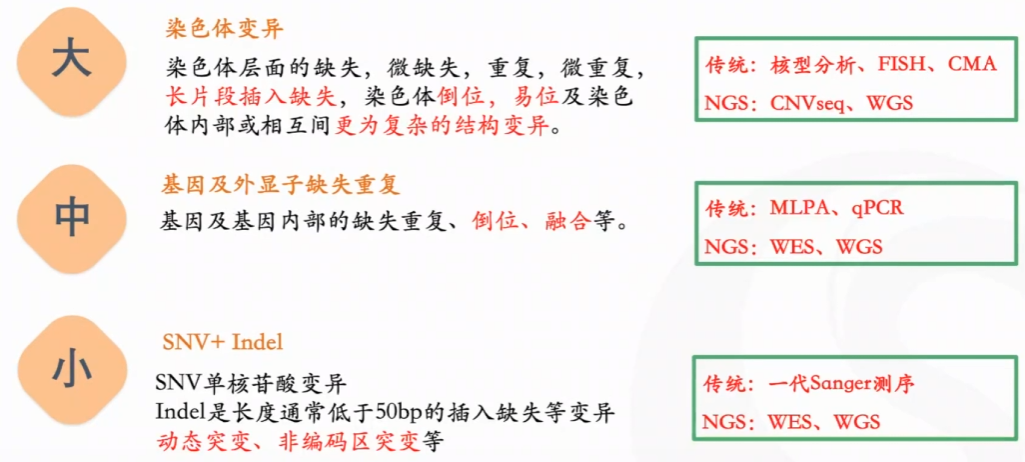 大
染色体变异
染色体层面的缺失，微缺失，重复，微重复，
长片段插入缺失，染色体倒位，易位及染色
体内部或相互间更为复杂的结构变异。
传统：核型分析、FISH、CMA
NGS：CNVseq、WGS
中
基因及外显子缺失重复
基因及基因内部的缺失重复、倒位、融合等。
传统：MLPA、qPCR
NGS：WES、WGS
小
SNV+ Indel
SNV单核苷酸变异
Indel是长度通常低于50bp的插入缺失等变异
动态突变、非编码区突变等
传统：一代Sanger测序
NGS：WES、WGS